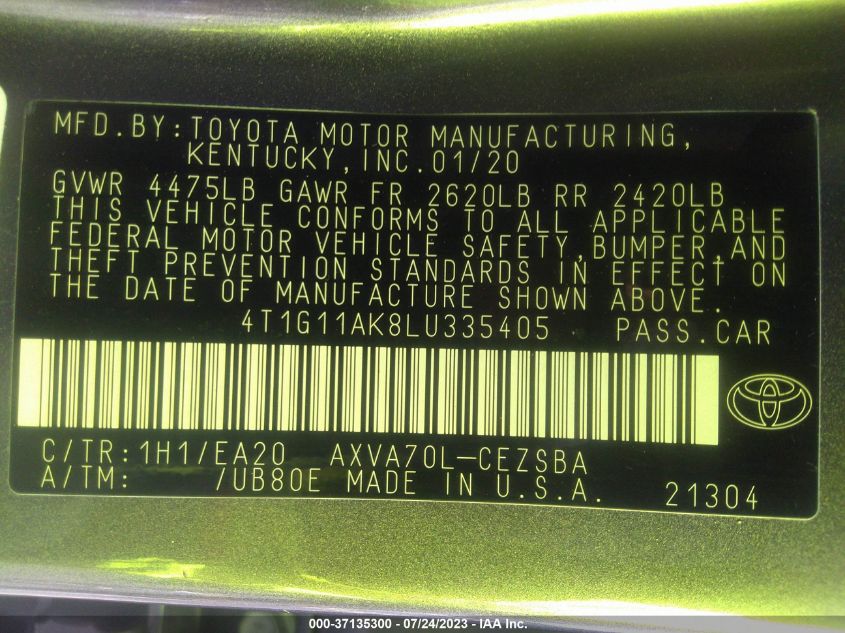 MFD.BY:TOYOTA MOTOR MANUFACTURING,
KENTUCKY,INC.01/20
GVWR 4475LB GAWR FR 2620LB RR 2420LB
THIS VEHICLE CONFORMS TO ALL APPLICABLE
FEDERAL MOTOR VEHICLE SAFETY,BUMPER,AND
THEFT PREVENTION STANDARDS IN EFFECT ON
THE DATE OF MANUFACTURE SHOWN ABOVE.
4T1G11AK8LU335405 PASS.CAR
C/TR:1H1/EA20 AXVA70L-CEZSBA
A/TM: /UB80E MADE IN U.S.A. 21304
000-37135300 - 07/24/2023 - IAA Inc.